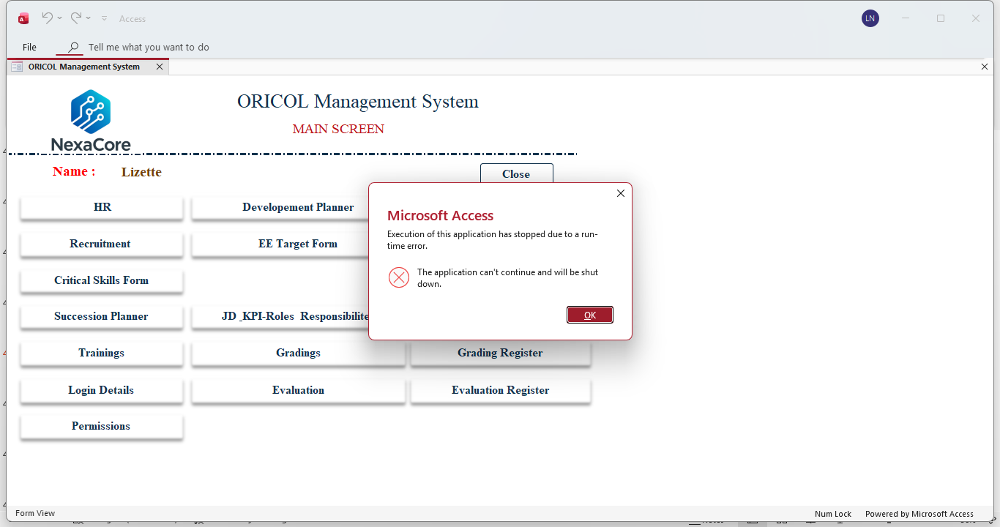 Access
LN
File
Tell me what you want to do
ORICOL Management System
NexaCore
ORICOL Management System
MAIN SCREEN
Name :
Lizette
Close
HR
Developement Planner
Recruitment
EE Target Form
Critical Skills Form
Succession Planner
JD _KPI-Roles Responsibilite
Trainings
Gradings
Grading Register
Login Details
Evaluation
Evaluation Register
Permissions
Microsoft Access
Execution of this application has stopped due to a run-
time error.
The application can't continue and will be shut
down.
OK
Form View
Num Lock
Powered by Microsoft Access